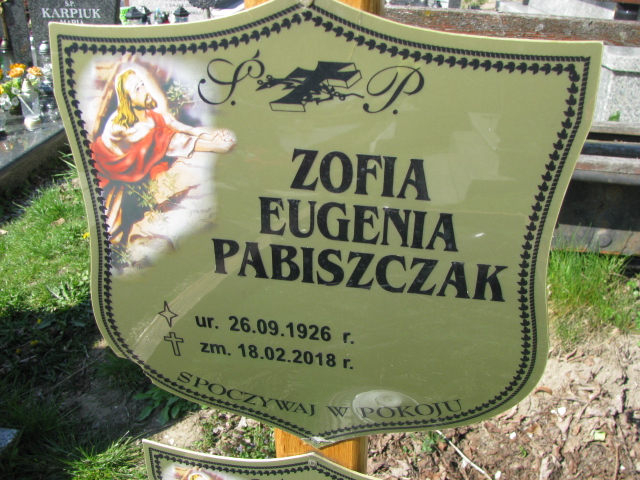 Ś.P.
KARPIUK
Ś. P.
ZOFIA
EUGENIA
PABISZCZAK
ur. 26.09.1926 r.
zm. 18.02.2018 r.
SPOCZYWAJ W POKOJU